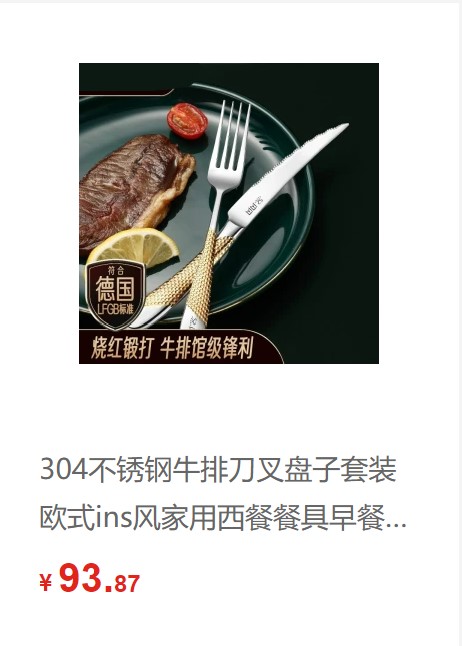 符合
德国
LFGB标准
烧红锻打 牛排馆级锋利
304不锈钢牛排刀叉盘子套装
欧式ins风家用西餐餐具早餐...
¥93.87